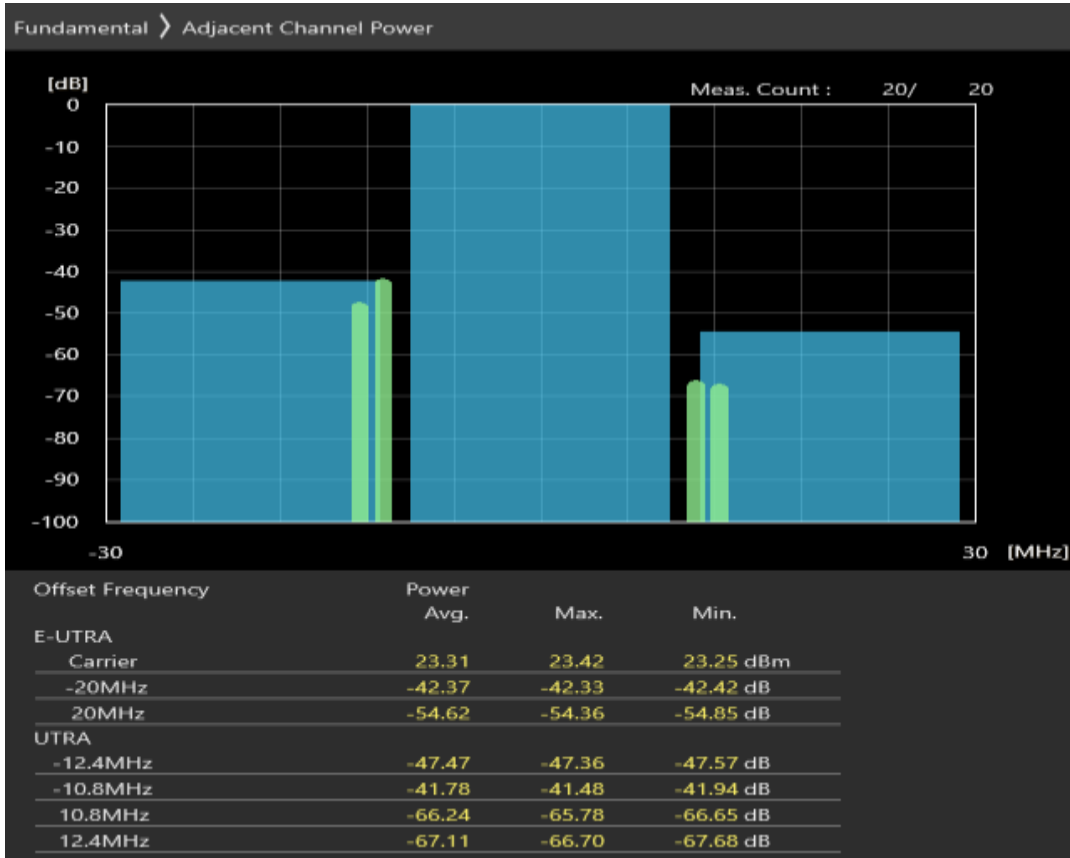 Fundamental 〉 Adjacent Channel Power
[dB]
Meas. Count : 20/ 20
0
-10
-20
-30
-40
-50
-60
-70
-80
-90
-100
-30 30 [MHz]
Offset Frequency Power
Avg. Max. Min.
E-UTRA
Carrier 23.31 23.42 23.25 dBm
-20MHz -42.37 -42.33 -42.42 dB
20MHz -54.62 -54.36 -54.85 dB
UTRA
-12.4MHz -47.47 -47.36 -47.57 dB
-10.8MHz -41.78 -41.48 -41.94 dB
10.8MHz -66.24 -65.78 -66.65 dB
12.4MHz -67.11 -66.70 -67.68 dB